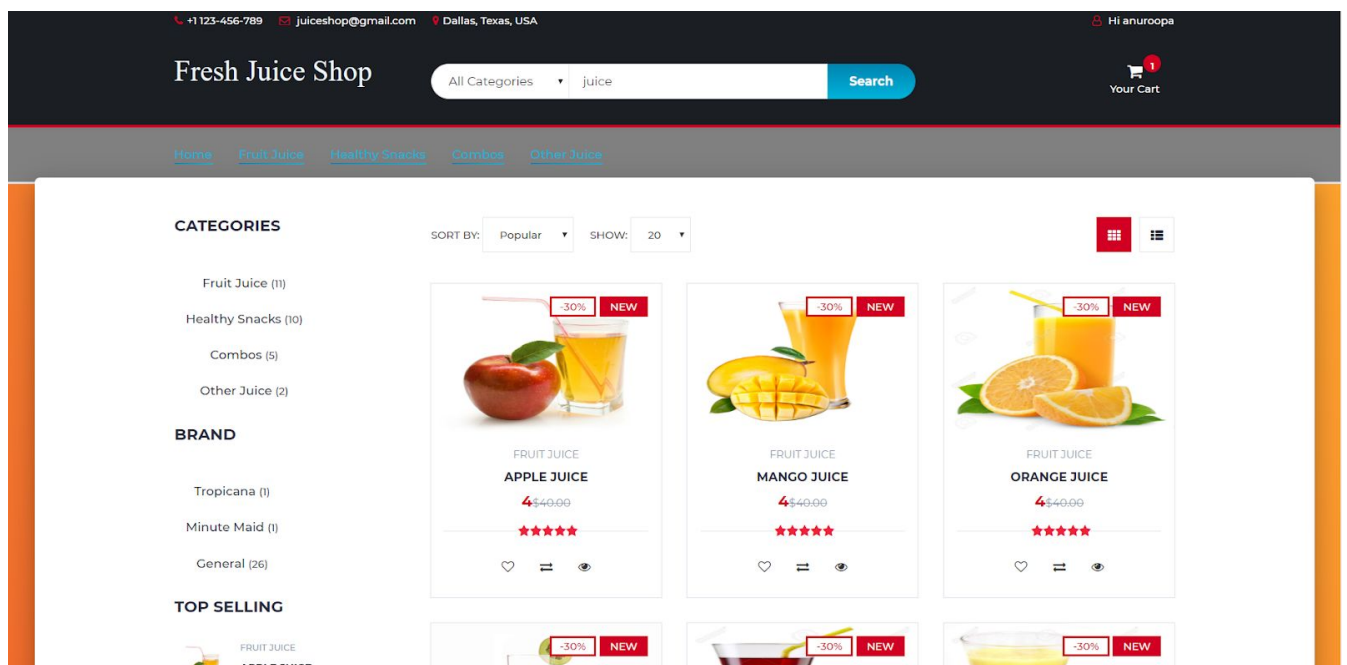 +1 123-456-789 juiceshop@gmail.com Dallas, Texas, USA Hi anuroopa
Fresh Juice Shop All Categories juice Search 1
Your Cart
Home Fruit Juice Healthy Snacks Combos Other Juice
CATEGORIES
Fruit Juice (11)
Healthy Snacks (10)
Combos (5)
Other Juice (2)
BRAND
Tropicana (1)
Minute Maid (1)
General (26)
TOP SELLING
FRUIT JUICE
APPLE JUICE
SORT BY: Popular SHOW: 20
-30% NEW
FRUIT JUICE
APPLE JUICE
4 $40.00
-30% NEW
FRUIT JUICE
MANGO JUICE
4 $40.00
-30% NEW
FRUIT JUICE
ORANGE JUICE
4 $40.00
-30% NEW
-30% NEW
-30% NEW